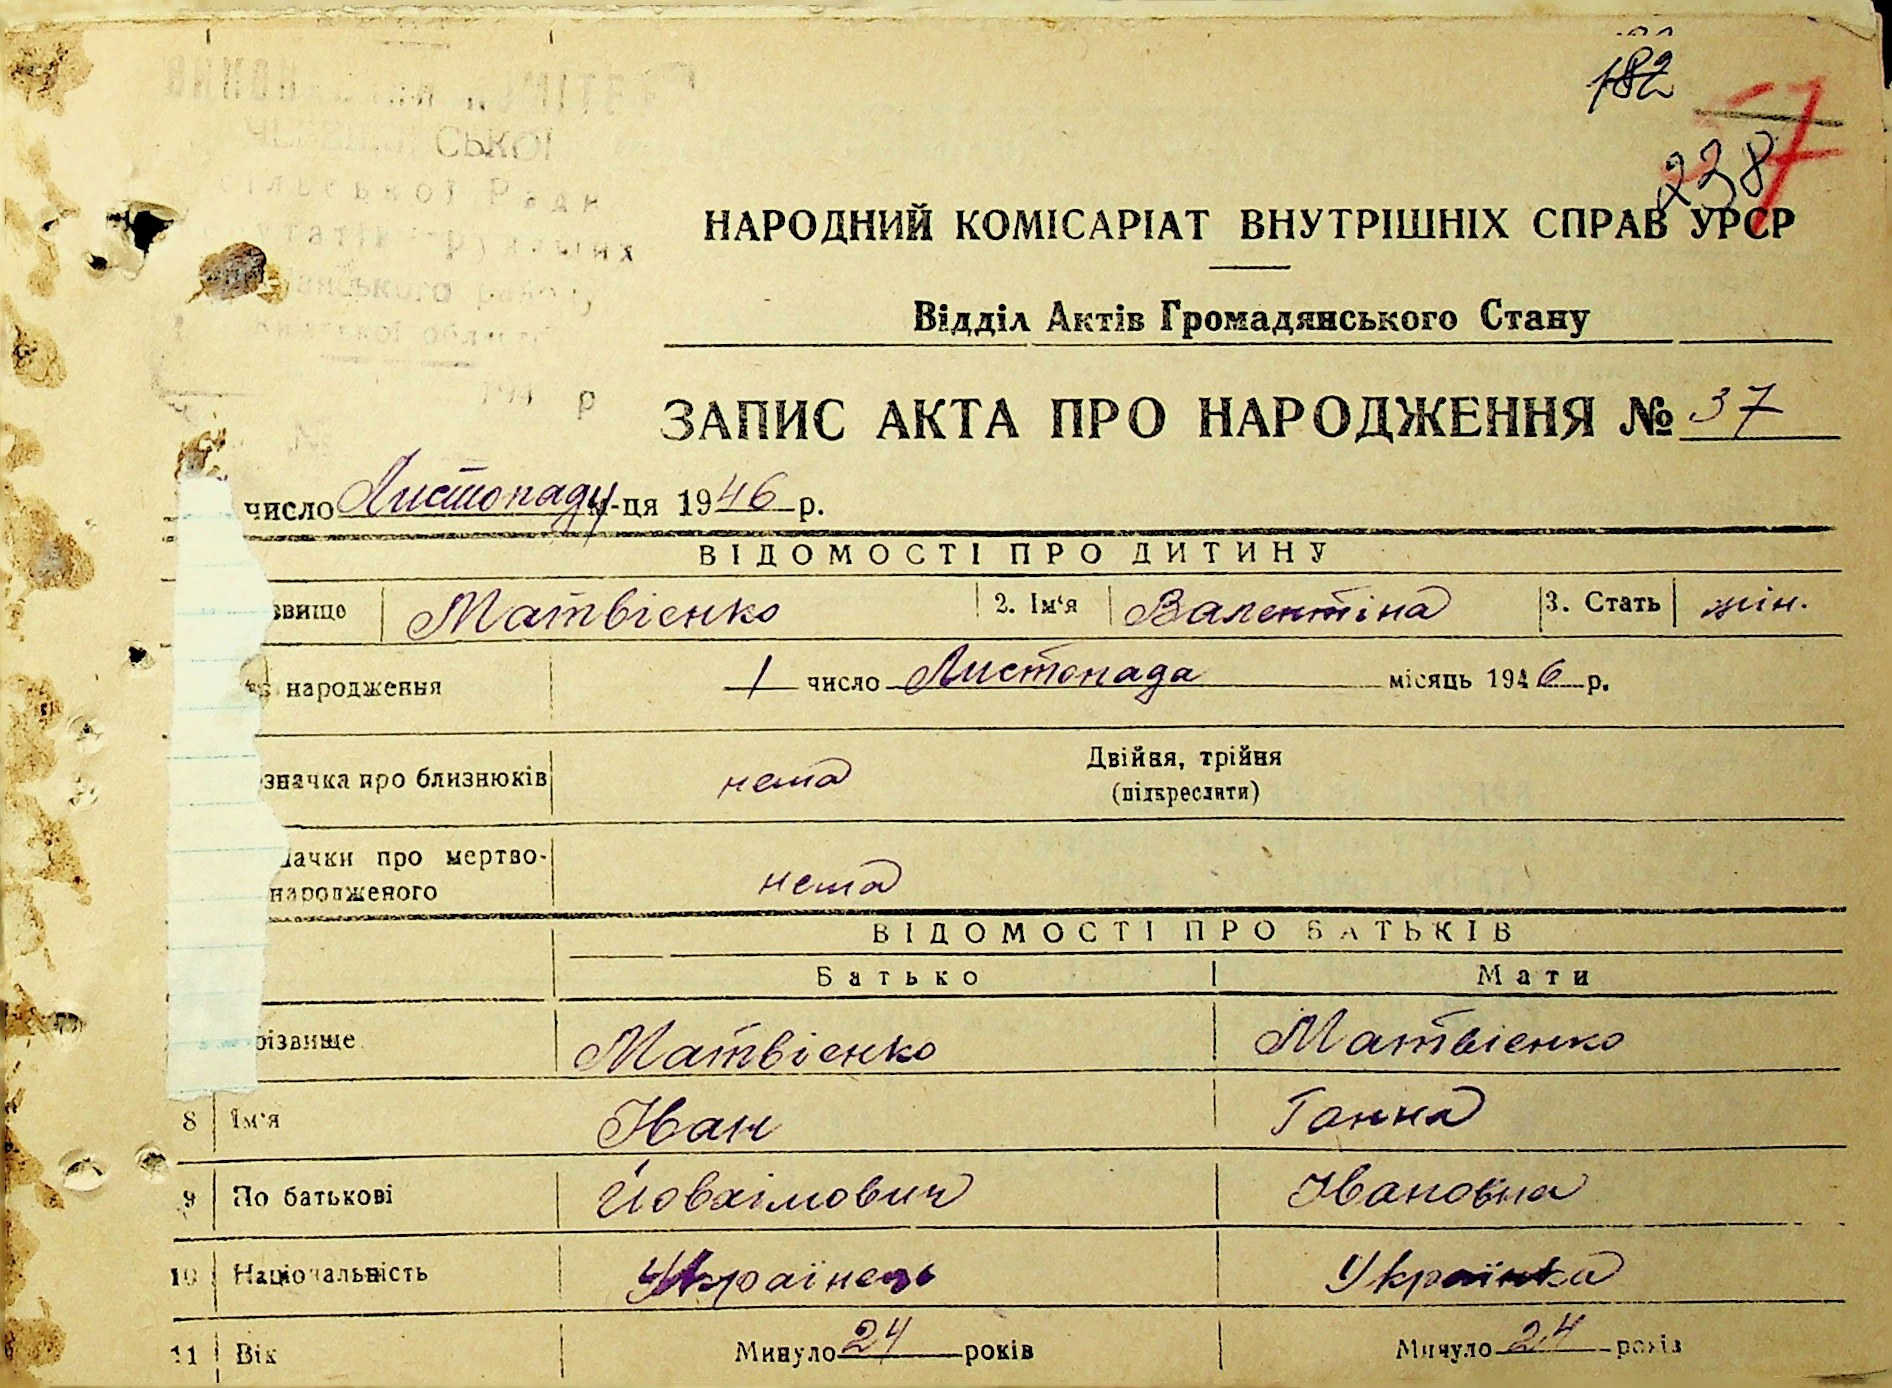 182
238
57
СЬКОЇ
НАРОДНИЙ КОМІСАРІАТ ВНУТРІШНІХ СПРАВ УРСР
Відділ Актів Громадянського Стану
р
ЗАПИС АКТА ПРО НАРОДЖЕННЯ № 37
число Листопаду м-ця 1946 р.
ВІДОМОСТІ ПРО ДИТИНУ
звище Матвієнко 2. Ім'я Валентіна 3. Стать жін.
народження 1 число Листопада місяць 1946 р.
значка про близнюків нема Двійня, трійня
(підкреслити)
начки про мертво-
народженого нема
ВІДОМОСТІ ПРО БАТЬКІВ
Батько Мати
різвище Матвієнко Матвієнко
8 Ім'я Іван Ганна
9 По батькові Йовхімович Івановна
10 Національність Українець Українка
11 Вік Минуло 24 років Минуло 24 років